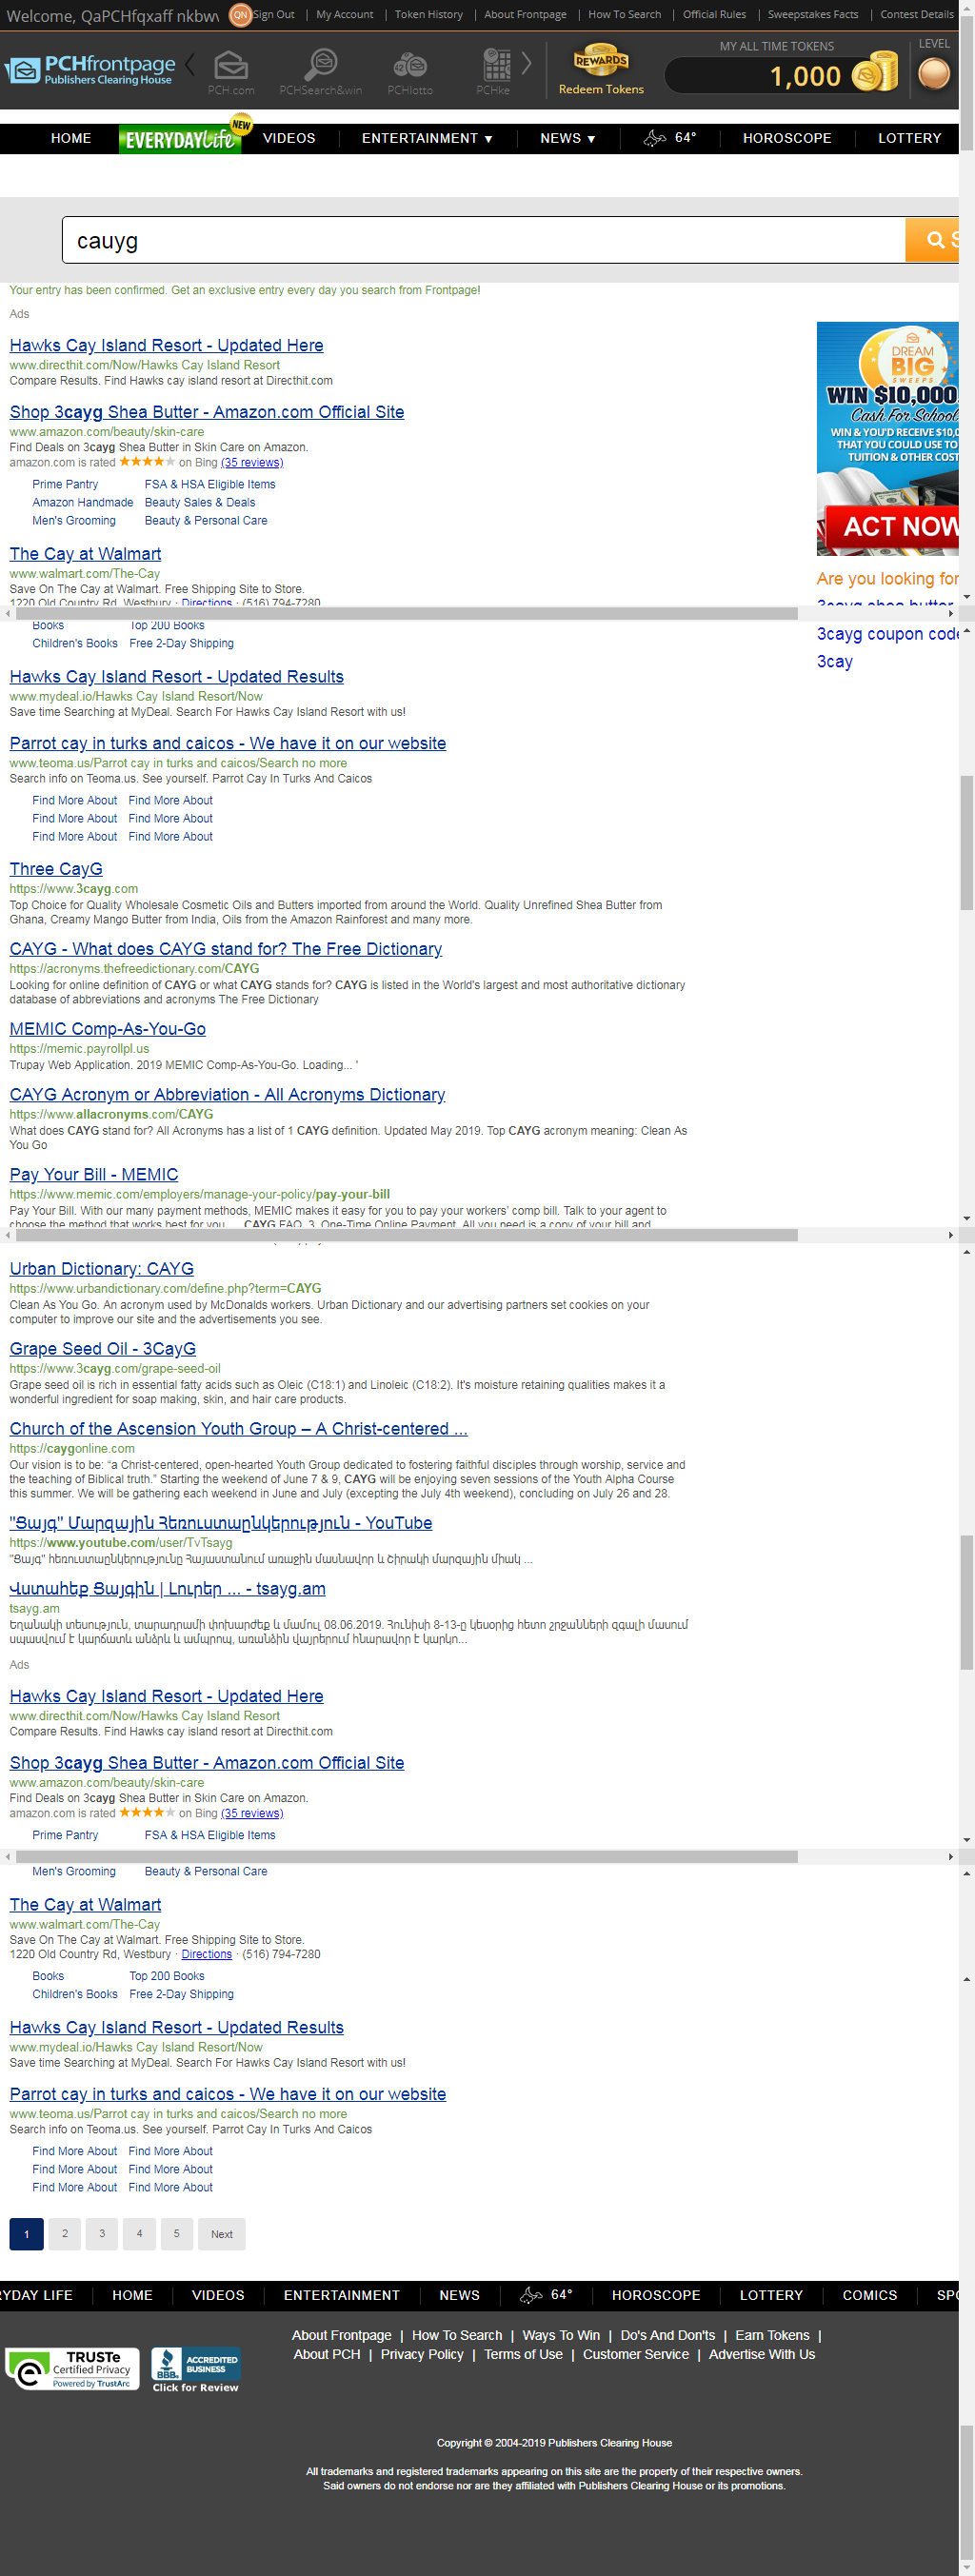 Welcome, QaPCHfqxaff nkbwv
QN
Sign Out | My Account | Token History | About Frontpage | How To Search | Official Rules | Sweepstakes Facts | Contest Details
PCHfrontpage
Publishers Clearing House
PCH.com
PCHSearch&win
42
PCHlotto
PCHke
REWARDS
Redeem Tokens
MY ALL TIME TOKENS
1,000
LEVEL
HOME
EVERYDAY Life
NEW
VIDEOS
ENTERTAINMENT ▼
NEWS ▼
64°
HOROSCOPE
LOTTERY
cauyg
S
Your entry has been confirmed. Get an exclusive entry every day you search from Frontpage!
Ads
Hawks Cay Island Resort - Updated Here
www.directhit.com/Now/Hawks Cay Island Resort
Compare Results. Find Hawks cay island resort at Directhit.com
Shop 3cayg Shea Butter - Amazon.com Official Site
www.amazon.com/beauty/skin-care
Find Deals on 3cayg Shea Butter in Skin Care on Amazon.
amazon.com is rated ★★★★★ on Bing (35 reviews)
Prime Pantry FSA & HSA Eligible Items
Amazon Handmade Beauty Sales & Deals
Men's Grooming Beauty & Personal Care
The Cay at Walmart
www.walmart.com/The-Cay
Save On The Cay at Walmart. Free Shipping Site to Store.
1220 Old Country Rd, Westbury · Directions · (516) 794-7280
DREAM
BIG
SWEEPS
WIN $10,000
Cash For School
WIN & YOU'D RECEIVE $10,0
THAT YOU COULD USE TO
TUITION & OTHER COST
ACT NOW
Are you looking for
3cayg shea butter
3cayg coupon code
3cay
Books Top 200 Books
Children's Books Free 2-Day Shipping
Hawks Cay Island Resort - Updated Results
www.mydeal.io/Hawks Cay Island Resort/Now
Save time Searching at MyDeal. Search For Hawks Cay Island Resort with us!
Parrot cay in turks and caicos - We have it on our website
www.teoma.us/Parrot cay in turks and caicos/Search no more
Search info on Teoma.us. See yourself. Parrot Cay In Turks And Caicos
Find More About Find More About
Find More About Find More About
Find More About Find More About
Three CayG
https://www.3cayg.com
Top Choice for Quality Wholesale Cosmetic Oils and Butters imported from around the World. Quality Unrefined Shea Butter from
Ghana, Creamy Mango Butter from India, Oils from the Amazon Rainforest and many more.
CAYG - What does CAYG stand for? The Free Dictionary
https://acronyms.thefreedictionary.com/CAYG
Looking for online definition of CAYG or what CAYG stands for? CAYG is listed in the World's largest and most authoritative dictionary
database of abbreviations and acronyms The Free Dictionary
MEMIC Comp-As-You-Go
https://memic.payrollpl.us
Trupay Web Application. 2019 MEMIC Comp-As-You-Go. Loading... '
CAYG Acronym or Abbreviation - All Acronyms Dictionary
https://www.allacronyms.com/CAYG
What does CAYG stand for? All Acronyms has a list of 1 CAYG definition. Updated May 2019. Top CAYG acronym meaning: Clean As
You Go
Pay Your Bill - MEMIC
https://www.memic.com/employers/manage-your-policy/pay-your-bill
Pay Your Bill. With our many payment methods, MEMIC makes it easy for you to pay your workers' comp bill. Talk to your agent to
choose the method that works best for you. ... CAYG FAQ. 3. One-Time Online Payment. All you need is a copy of your bill and
Urban Dictionary: CAYG
https://www.urbandictionary.com/define.php?term=CAYG
Clean As You Go. An acronym used by McDonalds workers. Urban Dictionary and our advertising partners set cookies on your
computer to improve our site and the advertisements you see.
Grape Seed Oil - 3CayG
https://www.3cayg.com/grape-seed-oil
Grape seed oil is rich in essential fatty acids such as Oleic (C18:1) and Linoleic (C18:2). It's moisture retaining qualities makes it a
wonderful ingredient for soap making, skin, and hair care products.
Church of the Ascension Youth Group – A Christ-centered ...
https://caygonline.com
Our vision is to be: “a Christ-centered, open-hearted Youth Group dedicated to fostering faithful disciples through worship, service and
the teaching of Biblical truth.” Starting the weekend of June 7 & 9, CAYG will be enjoying seven sessions of the Youth Alpha Course
this summer. We will be gathering each weekend in June and July (excepting the July 4th weekend), concluding on July 26 and 28.
"Ցայգ" Մարզային Հեռուստաընկերություն - YouTube
https://www.youtube.com/user/TvTsayg
"Ցայգ" հեռուստաընկերությունը Հայաստանում առաջին մասնավոր և Շիրակի մարզային միակ ...
Վստահեք Ցայգին | Լուրեր ... - tsayg.am
tsayg.am
Եղանակի տեսություն, տարադրամի փոխարժեք և մամուլ 08.06.2019. Հունիսի 8-13-ը կեսօրից հետո շրջանների զգալի մասում
սպասվում է կարճատև անձրև և ամպրոպ, առանձին վայրերում հնարավոր է կարկո...
Ads
Hawks Cay Island Resort - Updated Here
www.directhit.com/Now/Hawks Cay Island Resort
Compare Results. Find Hawks cay island resort at Directhit.com
Shop 3cayg Shea Butter - Amazon.com Official Site
www.amazon.com/beauty/skin-care
Find Deals on 3cayg Shea Butter in Skin Care on Amazon.
amazon.com is rated ★★★★★ on Bing (35 reviews)
Prime Pantry FSA & HSA Eligible Items
Men's Grooming Beauty & Personal Care
The Cay at Walmart
www.walmart.com/The-Cay
Save On The Cay at Walmart. Free Shipping Site to Store.
1220 Old Country Rd, Westbury · Directions · (516) 794-7280
Books Top 200 Books
Children's Books Free 2-Day Shipping
Hawks Cay Island Resort - Updated Results
www.mydeal.io/Hawks Cay Island Resort/Now
Save time Searching at MyDeal. Search For Hawks Cay Island Resort with us!
Parrot cay in turks and caicos - We have it on our website
www.teoma.us/Parrot cay in turks and caicos/Search no more
Search info on Teoma.us. See yourself. Parrot Cay In Turks And Caicos
Find More About Find More About
Find More About Find More About
Find More About Find More About
1 2 3 4 5 Next
RYDAY LIFE | HOME | VIDEOS | ENTERTAINMENT | NEWS | 64° | HOROSCOPE | LOTTERY | COMICS | SPO
About Frontpage | How To Search | Ways To Win | Do's And Don'ts | Earn Tokens |
About PCH | Privacy Policy | Terms of Use | Customer Service | Advertise With Us
TRUSTe
Certified Privacy
Powered by TrustArc
BBB.
ACCREDITED
BUSINESS
Click for Review
Copyright © 2004-2019 Publishers Clearing House
All trademarks and registered trademarks appearing on this site are the property of their respective owners.
Said owners do not endorse nor are they affiliated with Publishers Clearing House or its promotions.